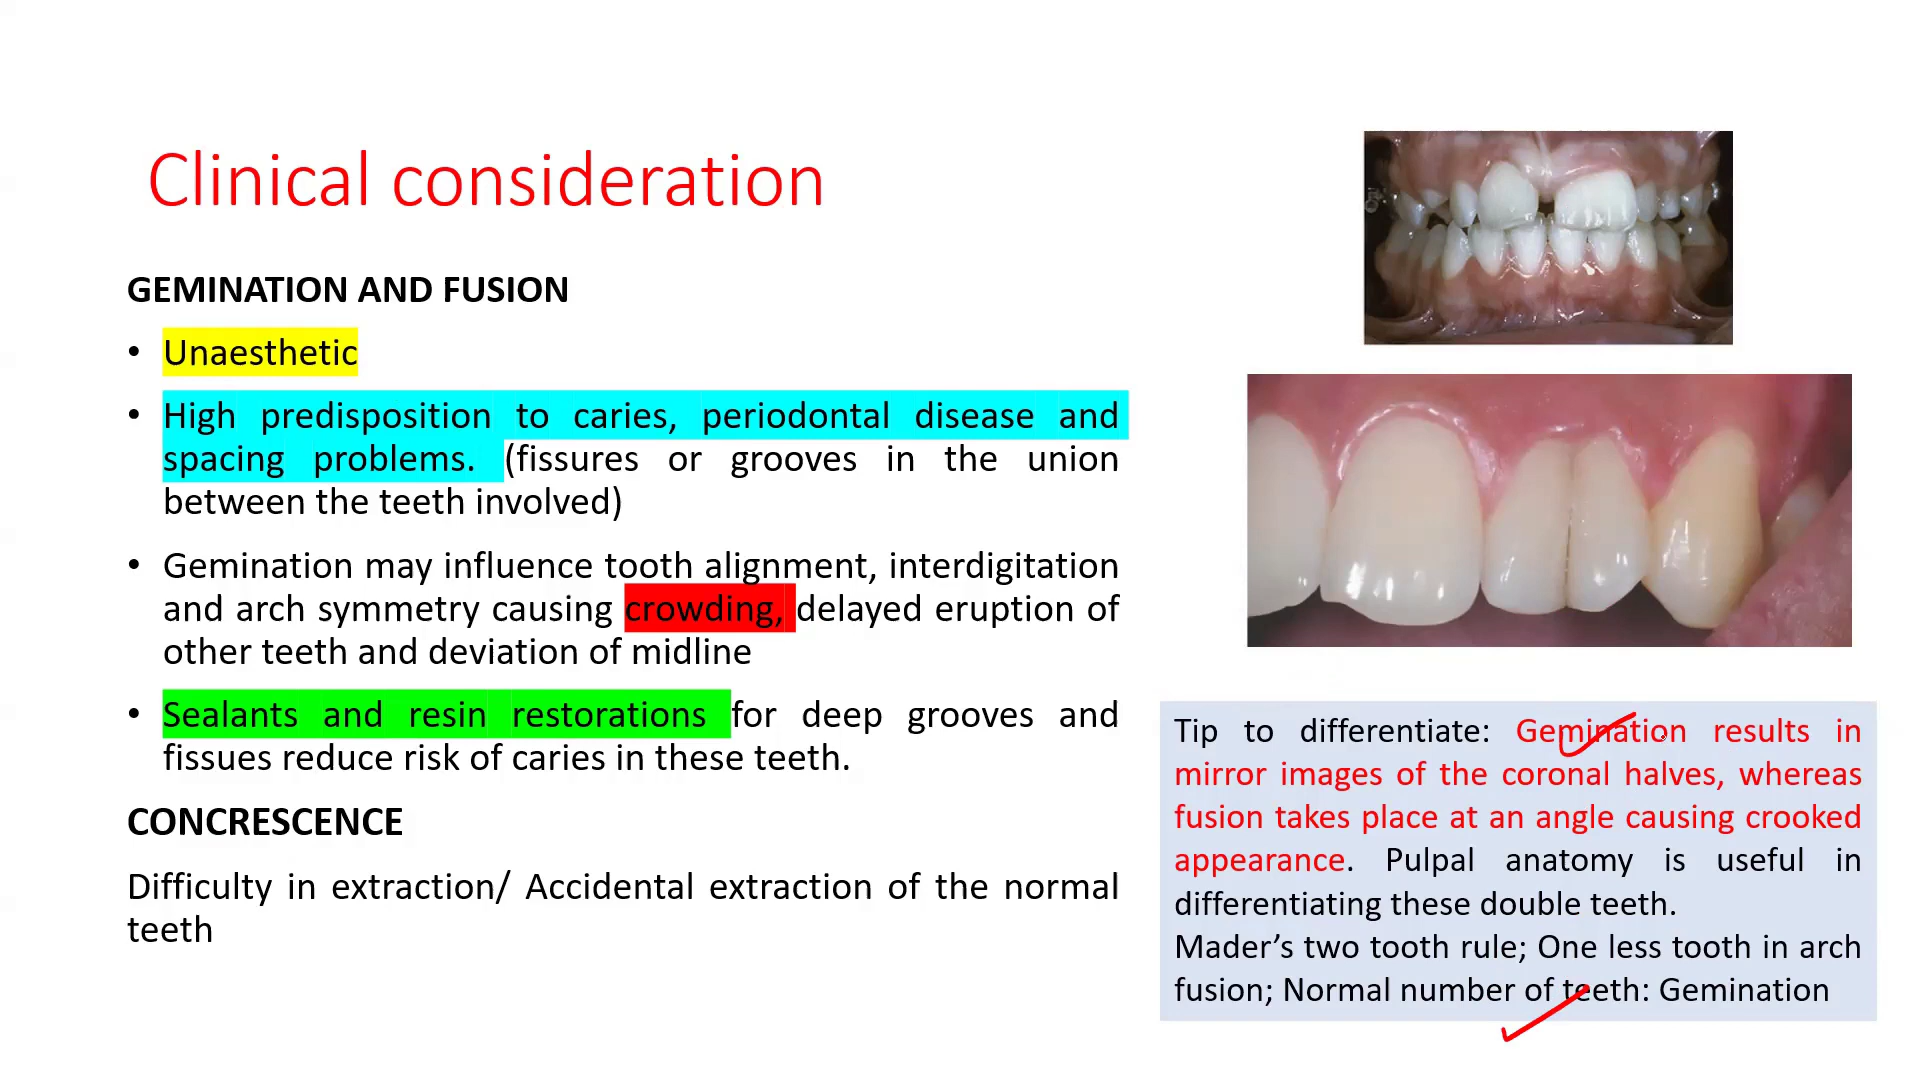 Clinical consideration
GEMINATION AND FUSION
• Unaesthetic
• High predisposition to caries, periodontal disease and
spacing problems. (fissures or grooves in the union
between the teeth involved)
• Gemination may influence tooth alignment, interdigitation
and arch symmetry causing crowding, delayed eruption of
other teeth and deviation of midline
• Sealants and resin restorations for deep grooves and
fissues reduce risk of caries in these teeth.
CONCRESCENCE
Difficulty in extraction/ Accidental extraction of the normal
teeth
Tip to differentiate: Gemination results in
mirror images of the coronal halves, whereas
fusion takes place at an angle causing crooked
appearance. Pulpal anatomy is useful in
differentiating these double teeth.
Mader’s two tooth rule; One less tooth in arch
fusion; Normal number of teeth: Gemination